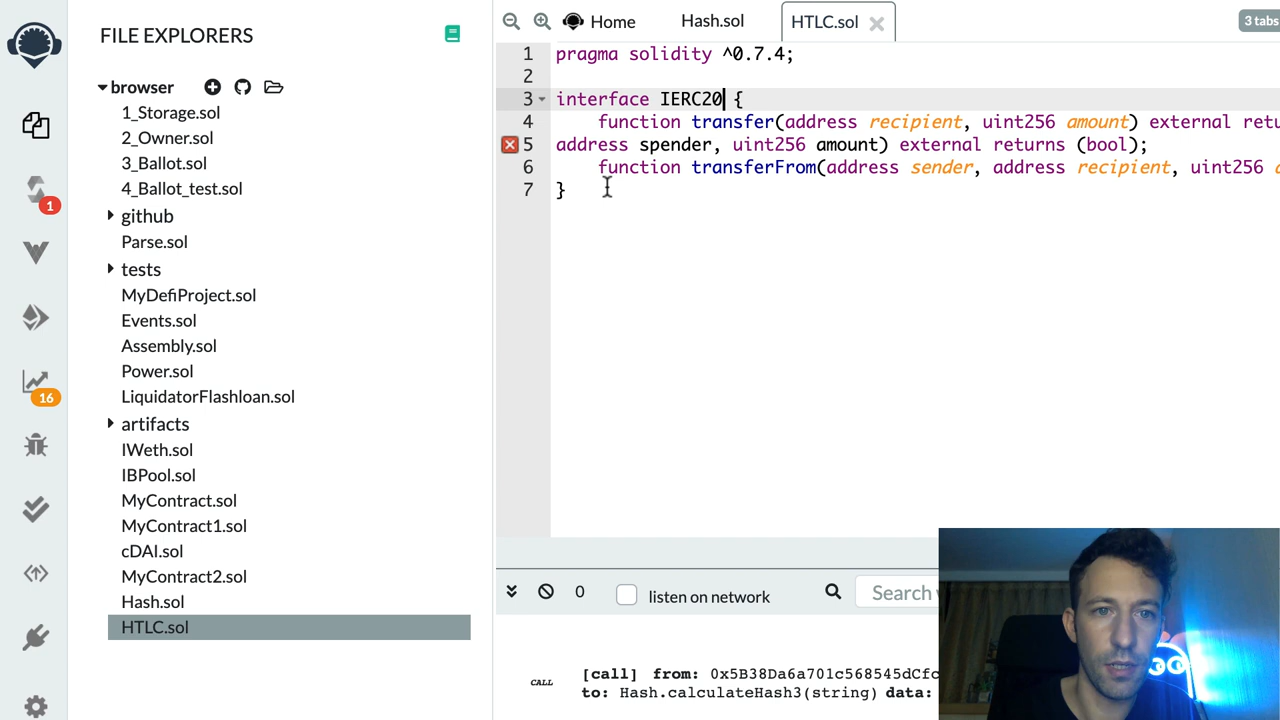 FILE EXPLORERS
browser
1_Storage.sol
2_Owner.sol
3_Ballot.sol
4_Ballot_test.sol
github
Parse.sol
tests
MyDefiProject.sol
Events.sol
Assembly.sol
Power.sol
LiquidatorFlashloan.sol
artifacts
IWeth.sol
IBPool.sol
MyContract.sol
MyContract1.sol
cDAI.sol
MyContract2.sol
Hash.sol
HTLC.sol
1
16
Home
Hash.sol
HTLC.sol
3 tabs
1 pragma solidity ^0.7.4;
2
3 interface IERC20 {
4 function transfer(address recipient, uint256 amount) external retu
5 address spender, uint256 amount) external returns (bool);
6 function transferFrom(address sender, address recipient, uint256 a
7 }
0 listen on network Search
CALL [call] from: 0x5B38Da6a701c568545dCfc
to: Hash.calculateHash3(string) data: